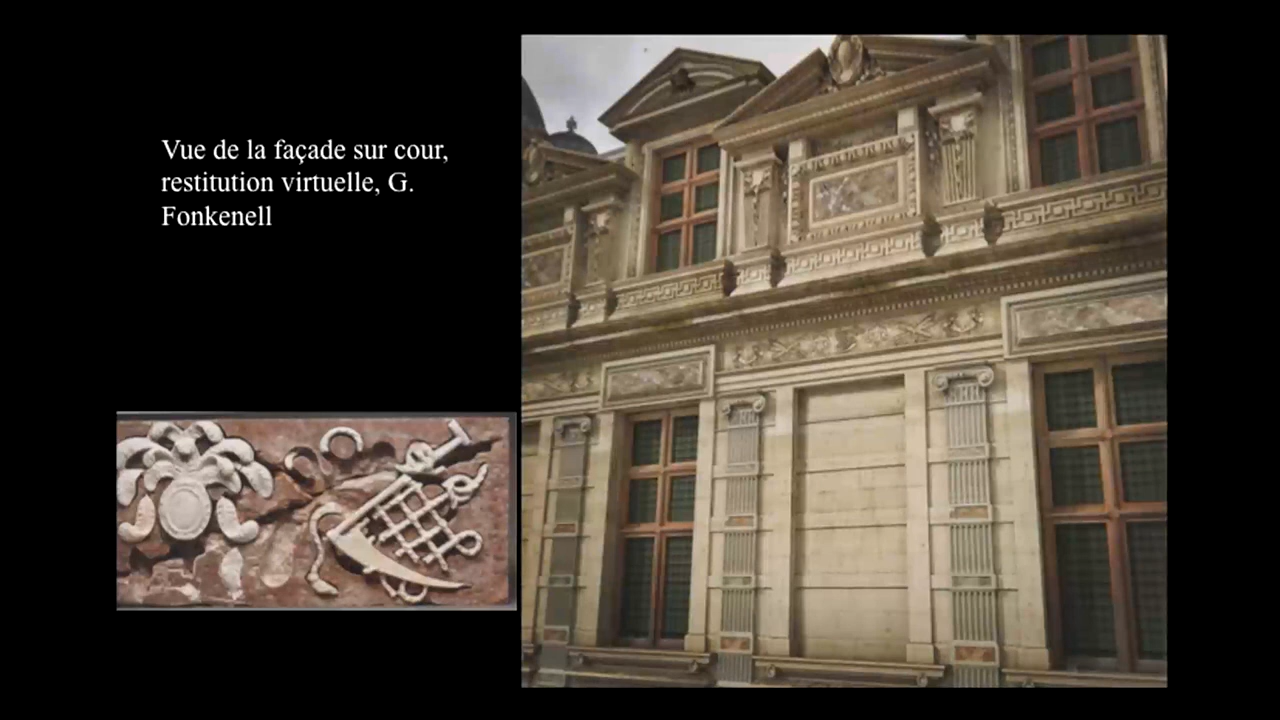 Vue de la façade sur cour,
restitution virtuelle, G.
Fonkenell